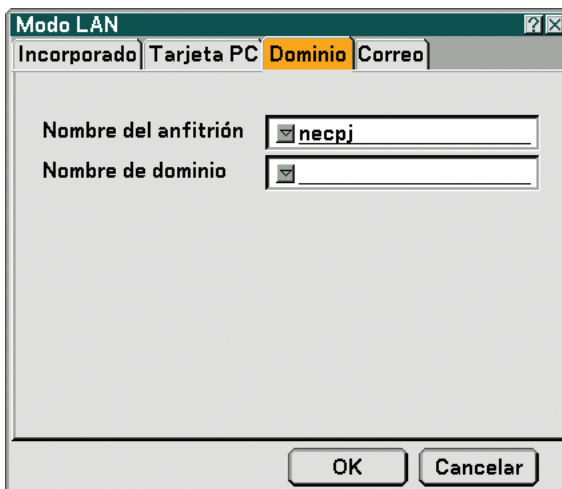 Modo LAN
Incorporado Tarjeta PC Dominio Correo
Nombre del anfitrión necpj
Nombre de dominio
OK Cancelar